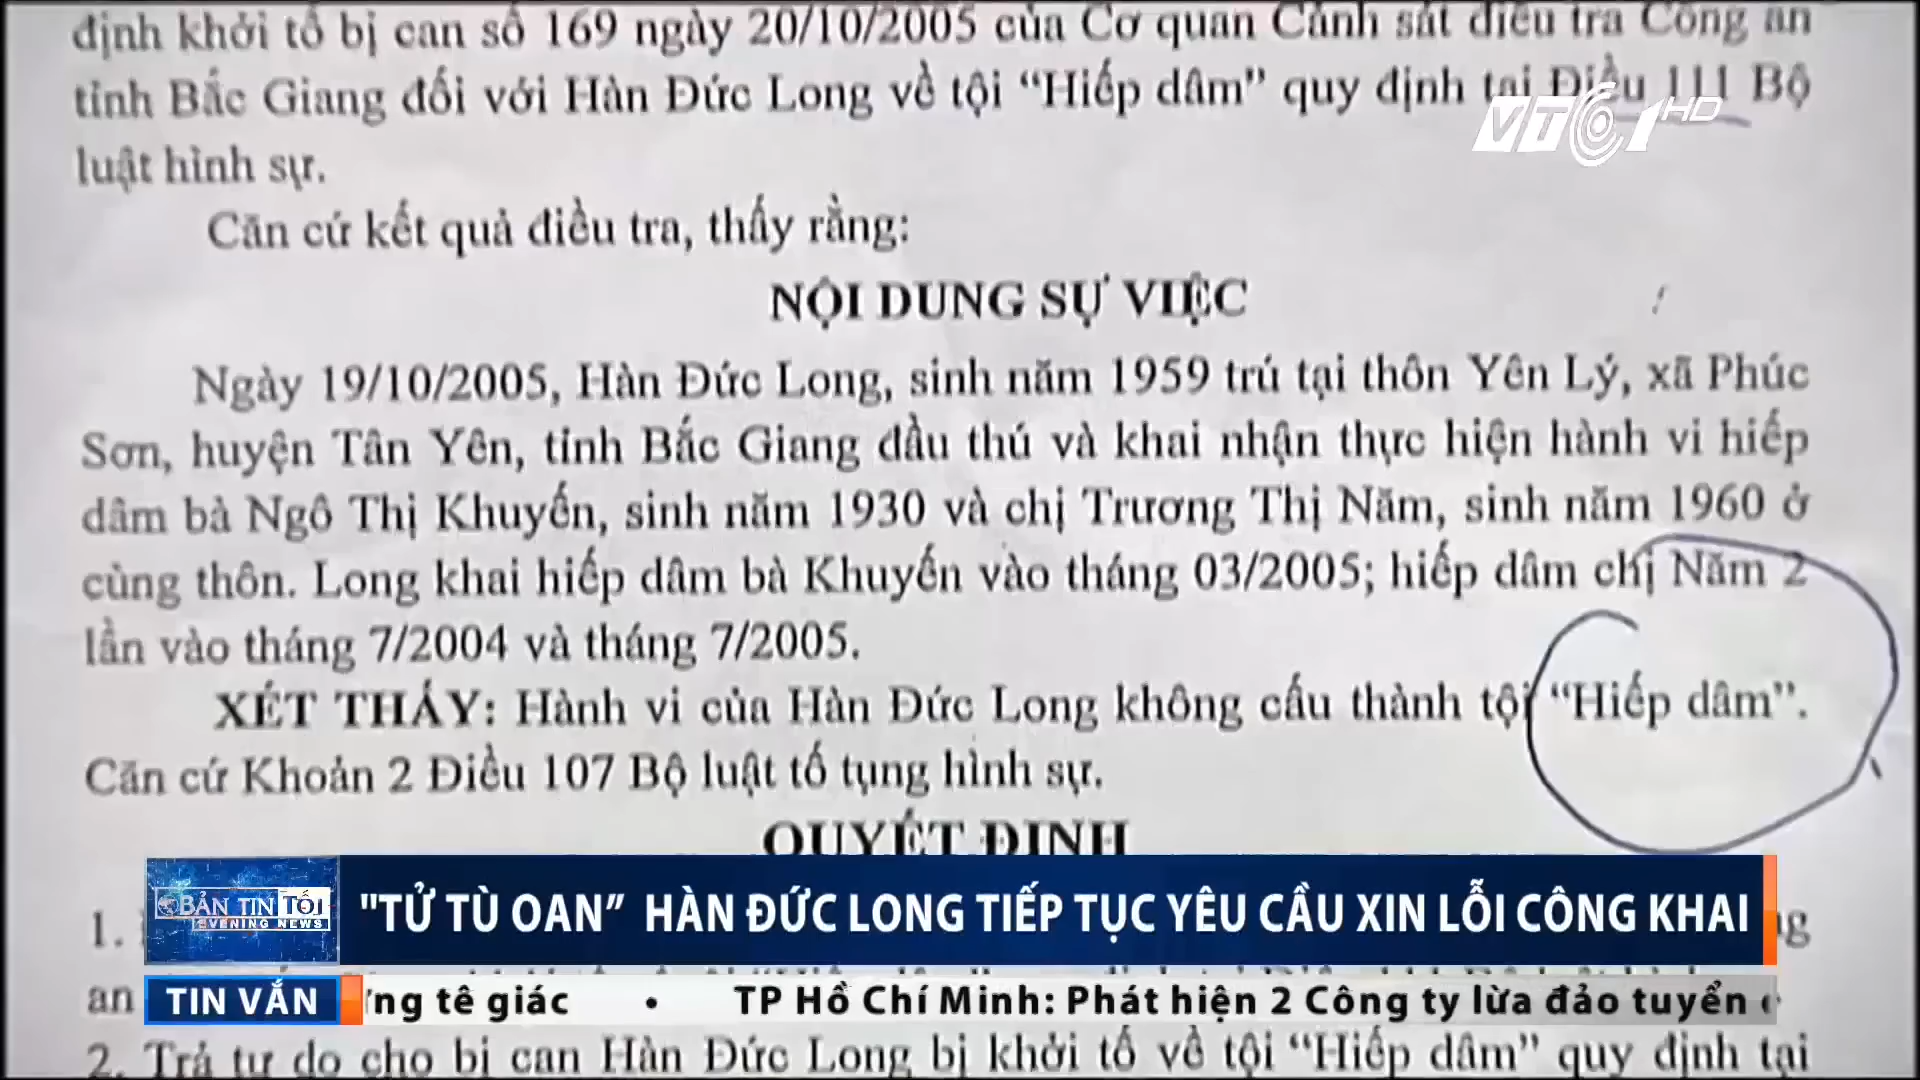 định khởi tố bị can số 169 ngày 20/10/2005 của Cơ quan Cảnh sát điều tra Công an
tỉnh Bắc Giang đối với Hàn Đức Long về tội “Hiếp dâm” quy định tại Điều 111 Bộ
VTC1 HD
luật hình sự.
Căn cứ kết quả điều tra, thấy rằng:
NỘI DUNG SỰ VIỆC
Ngày 19/10/2005, Hàn Đức Long, sinh năm 1959 trú tại thôn Yên Lý, xã Phúc
Sơn, huyện Tân Yên, tỉnh Bắc Giang đầu thú và khai nhận thực hiện hành vi hiếp
dâm bà Ngô Thị Khuyến, sinh năm 1930 và chị Trương Thị Năm, sinh năm 1960 ở
cùng thôn. Long khai hiếp dâm bà Khuyến vào tháng 03/2005; hiếp dâm chị Năm 2
lần vào tháng 7/2004 và tháng 7/2005.
XÉT THẤY: Hành vi của Hàn Đức Long không cấu thành tội “Hiếp dâm”.
Căn cứ Khoản 2 Điều 107 Bộ luật tố tụng hình sự.
QUYẾT ĐỊNH
BẢN TIN TỐI
EVENING NEWS
"TỬ TÙ OAN” HÀN ĐỨC LONG TIẾP TỤC YÊU CẦU XIN LỖI CÔNG KHAI
1.
an
TIN VẮN
ng tê giác • TP Hồ Chí Minh: Phát hiện 2 Công ty lừa đảo tuyển
2. Trả tự do cho bị can Hàn Đức Long bị khởi tố về tội “Hiếp dâm” quy định tại